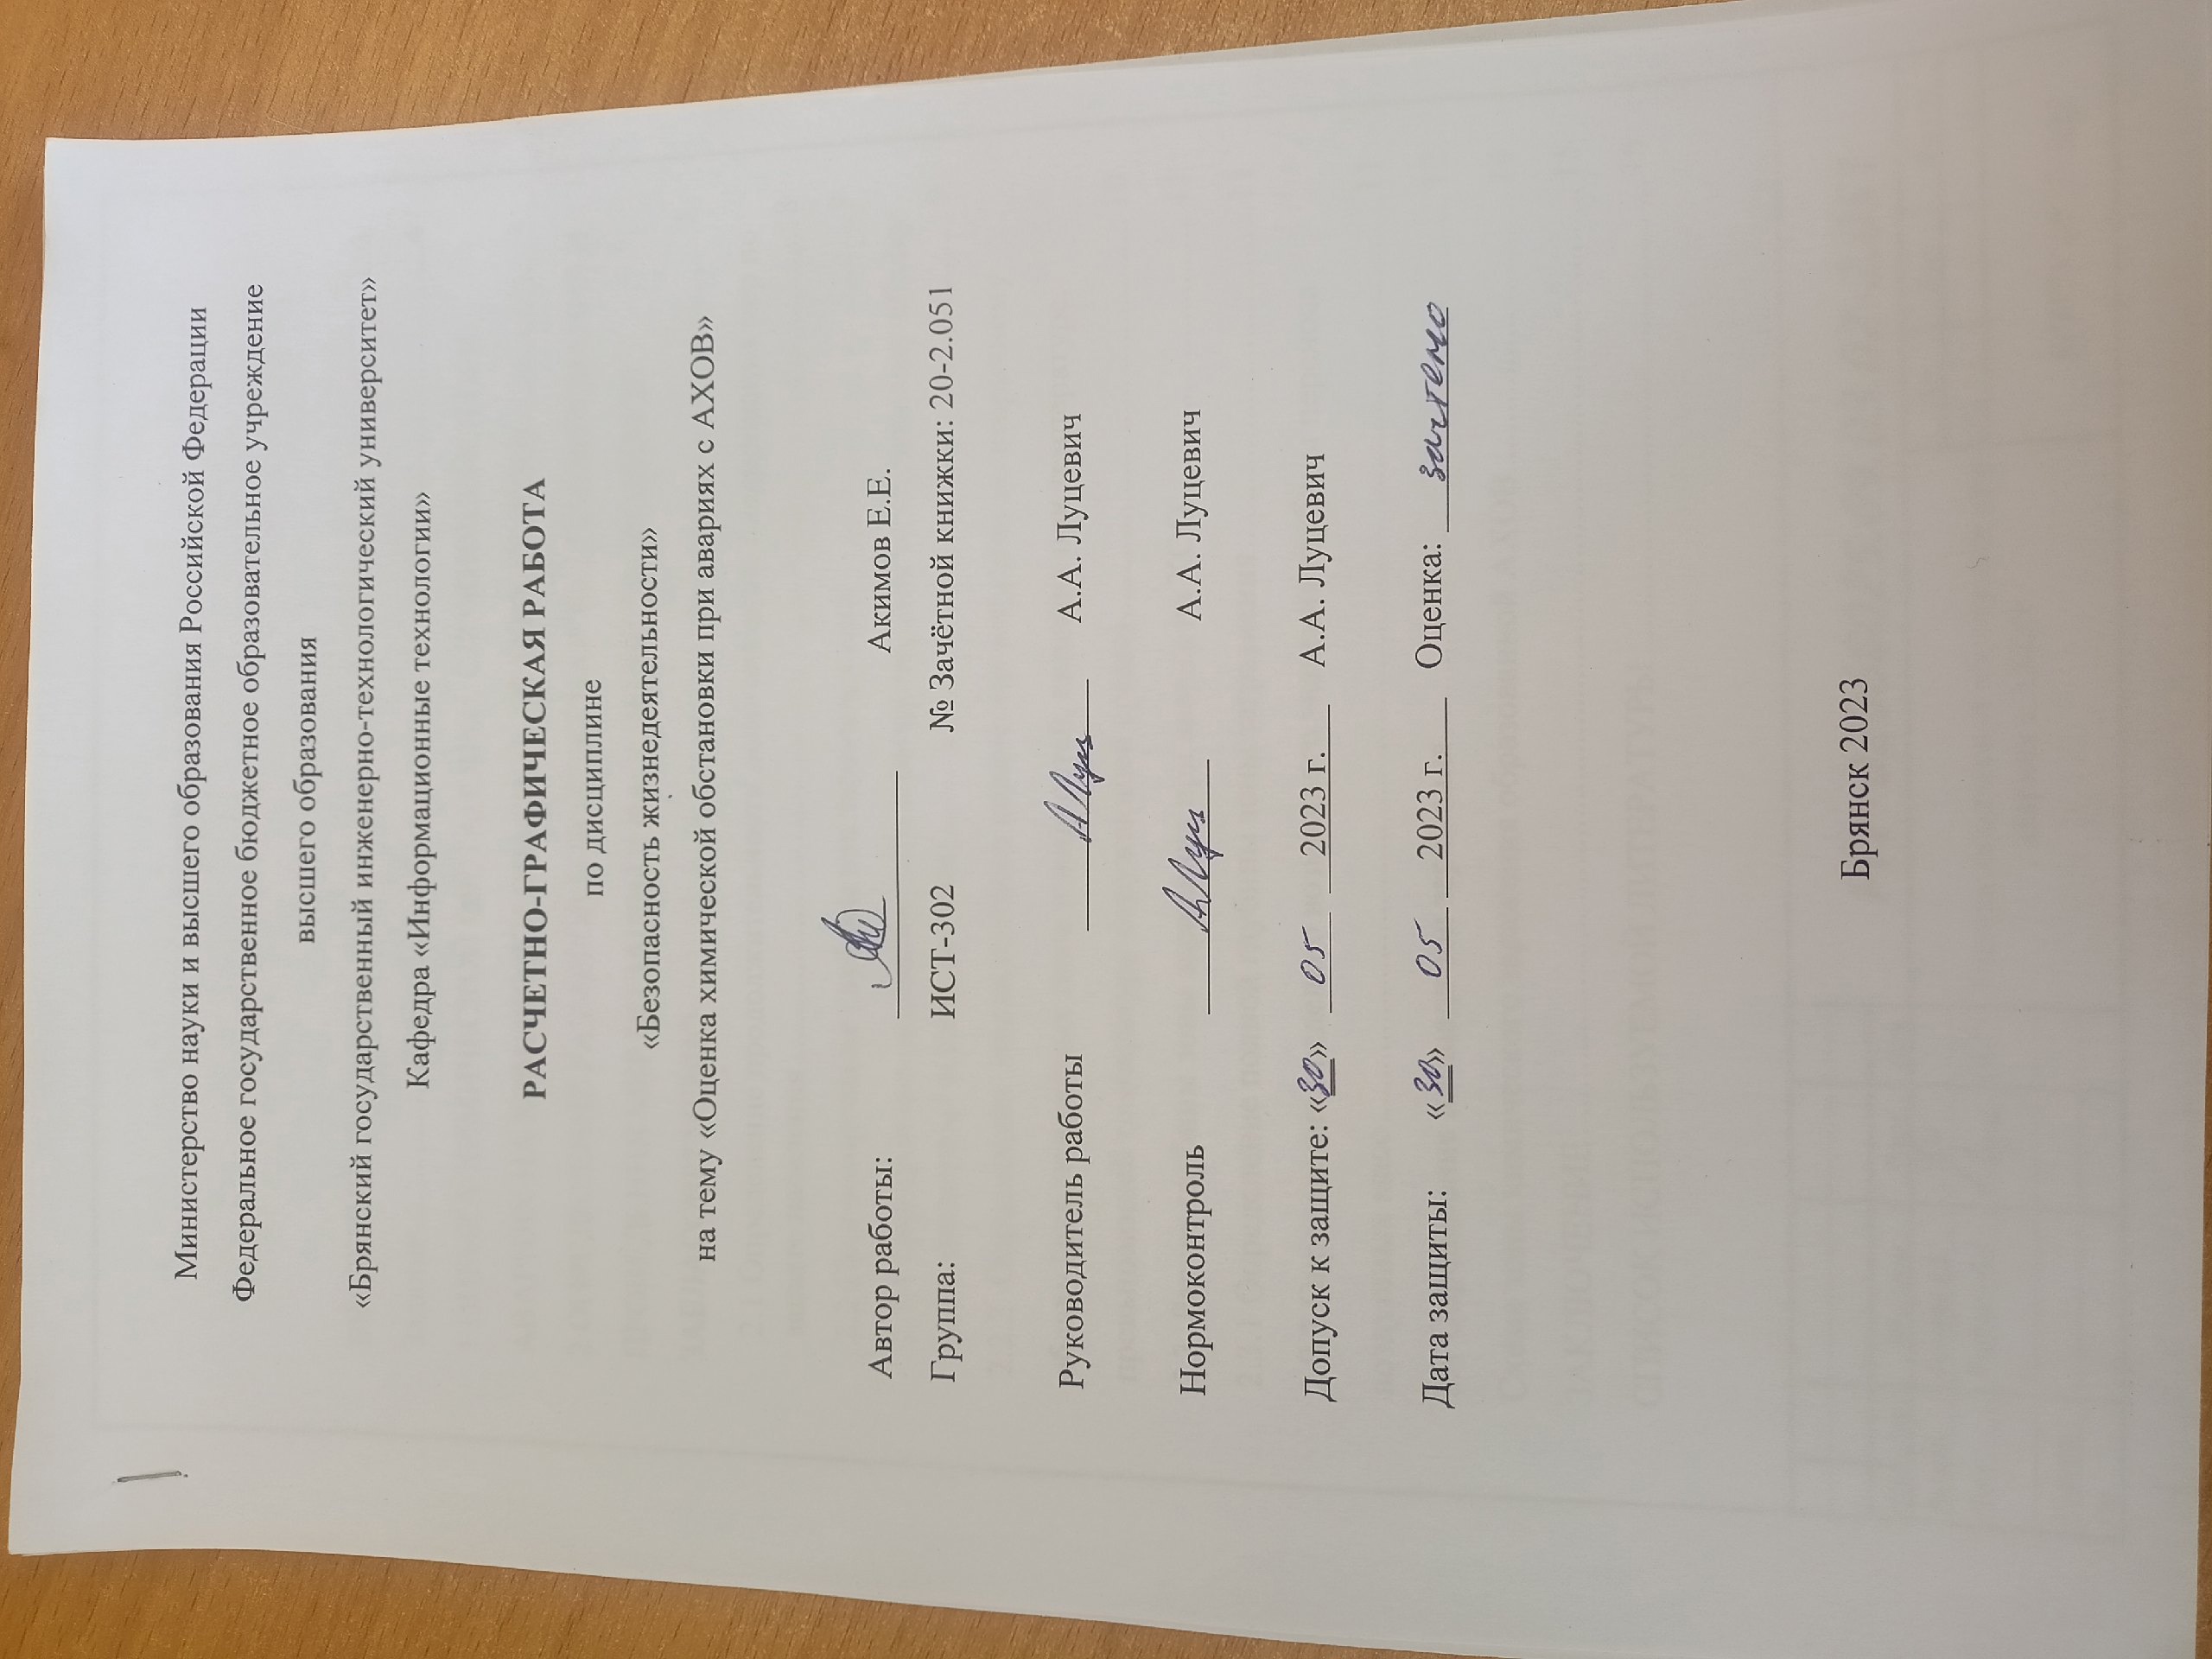 Министерство науки и высшего образования Российской Федерации
Федеральное государственное бюджетное образовательное учреждение
высшего образования
«Брянский государственный инженерно-технологический университет»
Кафедра «Информационные технологии»
РАСЧЕТНО-ГРАФИЧЕСКАЯ РАБОТА
по дисциплине
«Безопасность жизнедеятельности»
на тему «Оценка химической обстановки при авариях с АХОВ»
Автор работы: Акимов Е.Е.
Группа: ИСТ-302 № Зачётной книжки: 20-2.051
Руководитель работы А.А. Луцевич
Нормоконтроль А.А. Луцевич
Допуск к защите: «30» 05 2023 г. А.А. Луцевич
Дата защиты: «30» 05 2023 г. Оценка: зачтено
Брянск 2023